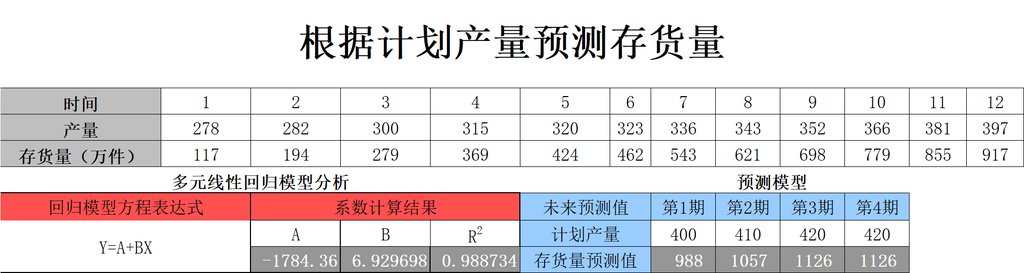 根据计划产量预测存货量
时间 1 2 3 4 5 6 7 8 9 10 11 12
产量 278 282 300 315 320 323 336 343 352 366 381 397
存货量（万件） 117 194 279 369 424 462 543 621 698 779 855 917
多元线性回归模型分析 预测模型
回归模型方程表达式 系数计算结果 未来预测值 第1期 第2期 第3期 第4期
Y=A+BX A B R² 计划产量 400 410 420 420
-1784.36 6.929698 0.988734 存货量预测值 988 1057 1126 1126